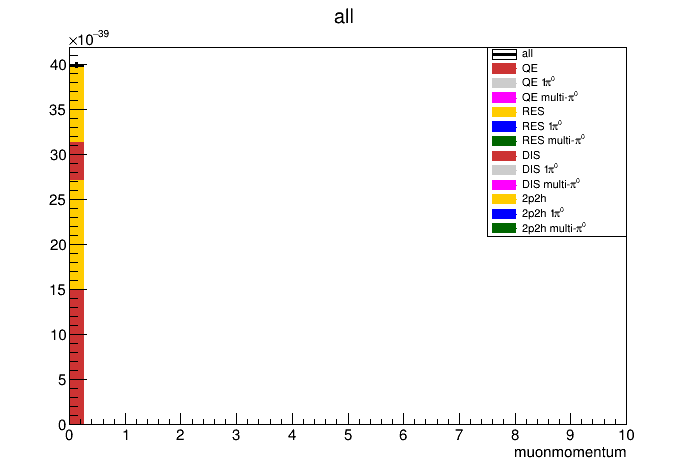 all
×10⁻³⁹
40
35
30
25
20
15
10
5
0
0 1 2 3 4 5 6 7 8 9 10
muonmomentum
all
QE
QE 1π⁰
QE multi-π⁰
RES
RES 1π⁰
RES multi-π⁰
DIS
DIS 1π⁰
DIS multi-π⁰
2p2h
2p2h 1π⁰
2p2h multi-π⁰